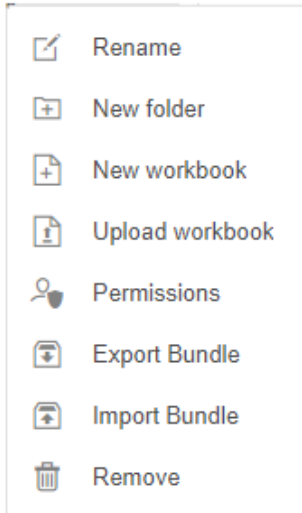 Rename
New folder
New workbook
Upload workbook
Permissions
Export Bundle
Import Bundle
Remove